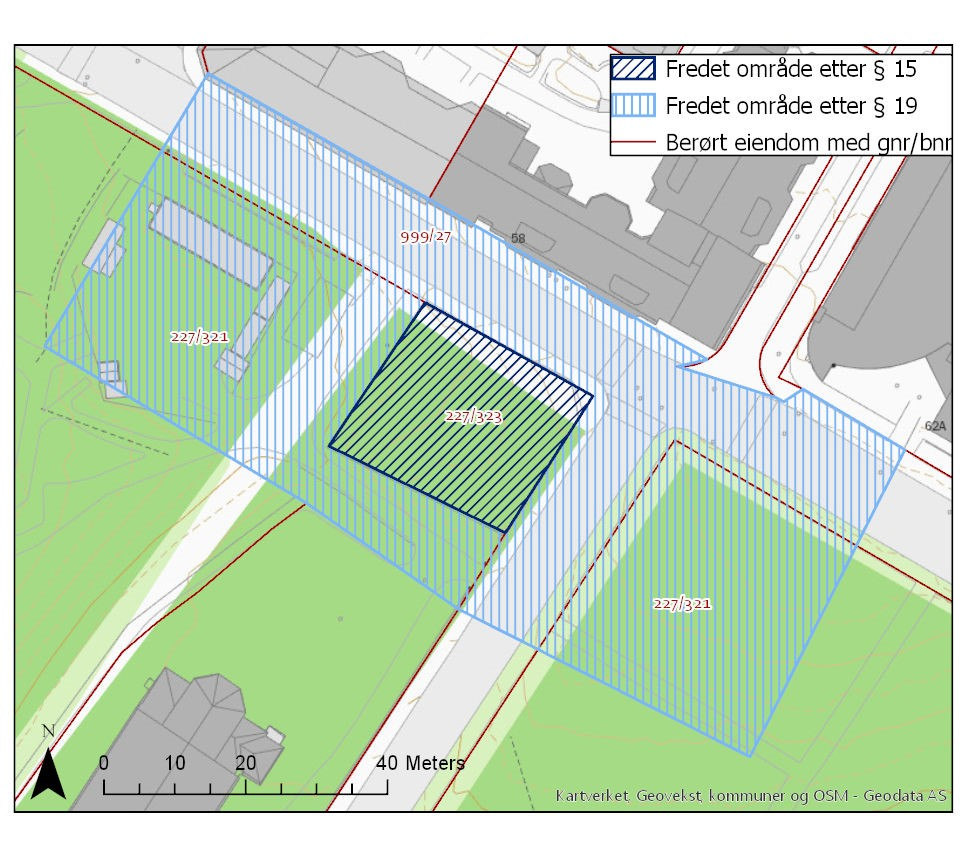 Fredet område etter § 15
Fredet område etter § 19
Berørt eiendom med gnr/bnr
999/27
58
227/321
227/323
62A
227/321
N
0 10 20 40 Meters
Kartverket, Geovekst, kommuner og OSM - Geodata AS